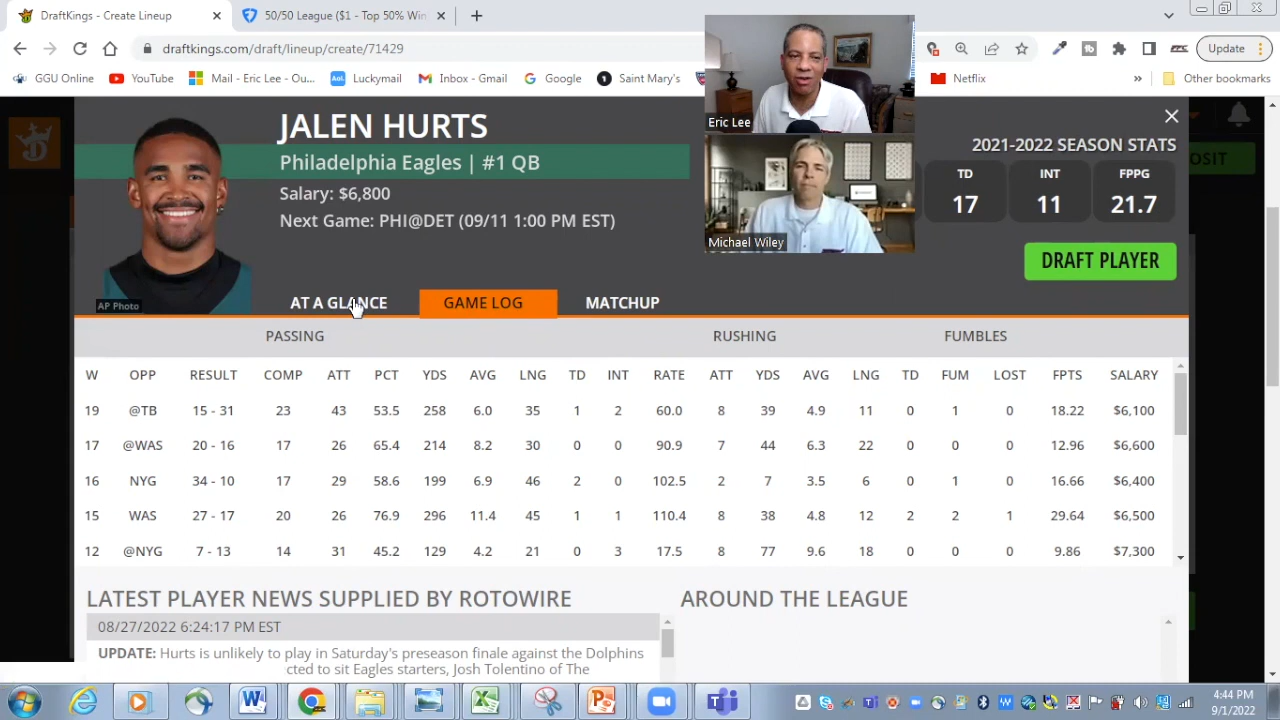 DraftKings - Create Lineup
50/50 League ($1 - Top 50% Win
draftkings.com/draft/lineup/create/71429
Update
GGU Online
YouTube
Mail - Eric Lee - Ou...
Luckymail
Inbox - Gmail
Google
Saint Mary's
Netflix
Other bookmarks
JALEN HURTS
Philadelphia Eagles | #1 QB
Salary: $6,800
Next Game: PHI@DET (09/11 1:00 PM EST)
AP Photo
Eric Lee
Michael Wiley
2021-2022 SEASON STATS
TD INT FPPG
17 11 21.7
DRAFT PLAYER
AT A GLANCE GAME LOG MATCHUP
PASSING RUSHING FUMBLES
W OPP RESULT COMP ATT PCT YDS AVG LNG TD INT RATE ATT YDS AVG LNG TD FUM LOST FPTS SALARY
19 @TB 15 - 31 23 43 53.5 258 6.0 35 1 2 60.0 8 39 4.9 11 0 1 0 18.22 $6,100
17 @WAS 20 - 16 17 26 65.4 214 8.2 30 0 0 90.9 7 44 6.3 22 0 0 0 12.96 $6,600
16 NYG 34 - 10 17 29 58.6 199 6.9 46 2 0 102.5 2 7 3.5 6 0 1 0 16.66 $6,400
15 WAS 27 - 17 20 26 76.9 296 11.4 45 1 1 110.4 8 38 4.8 12 2 2 1 29.64 $6,500
12 @NYG 7 - 13 14 31 45.2 129 4.2 21 0 3 17.5 8 77 9.6 18 0 0 0 9.86 $7,300
LATEST PLAYER NEWS SUPPLIED BY ROTOWIRE
AROUND THE LEAGUE
08/27/2022 6:24:17 PM EST
UPDATE: Hurts is unlikely to play in Saturday's preseason finale against the Dolphins
cted to sit Eagles starters, Josh Tolentino of The
4:44 PM
9/1/2022